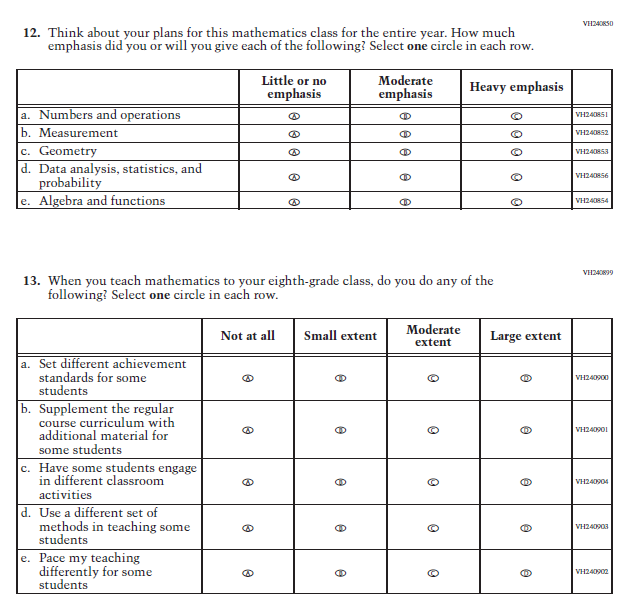 VH240850
12. Think about your plans for this mathematics class for the entire year. How much
emphasis did you or will you give each of the following? Select one circle in each row.
Little or no
emphasis
Moderate
emphasis
Heavy emphasis
a. Numbers and operations Ⓐ Ⓑ Ⓒ VH240851
b. Measurement Ⓐ Ⓑ Ⓒ VH240852
c. Geometry Ⓐ Ⓑ Ⓒ VH240853
d. Data analysis, statistics, and
probability Ⓐ Ⓑ Ⓒ VH240856
e. Algebra and functions Ⓐ Ⓑ Ⓒ VH240854
VH240899
13. When you teach mathematics to your eighth-grade class, do you do any of the
following? Select one circle in each row.
Not at all
Small extent
Moderate
extent
Large extent
a. Set different achievement
standards for some
students Ⓐ Ⓑ Ⓒ Ⓓ VH240900
b. Supplement the regular
course curriculum with
additional material for
some students Ⓐ Ⓑ Ⓒ Ⓓ VH240901
c. Have some students engage
in different classroom
activities Ⓐ Ⓑ Ⓒ Ⓓ VH240904
d. Use a different set of
methods in teaching some
students Ⓐ Ⓑ Ⓒ Ⓓ VH240903
e. Pace my teaching
differently for some
students Ⓐ Ⓑ Ⓒ Ⓓ VH240902